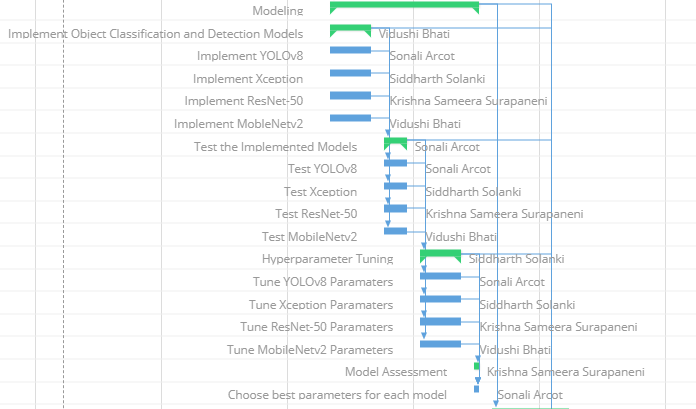 Modeling
Implement Object Classification and Detection Models Vidushi Bhati
Implement YOLOv8 Sonali Arcot
Implement Xception Siddharth Solanki
Implement ResNet-50 Krishna Sameera Surapaneni
Implement MobleNetv2 Vidushi Bhati
Test the Implemented Models Sonali Arcot
Test YOLOv8 Sonali Arcot
Test Xception Siddharth Solanki
Test ResNet-50 Krishna Sameera Surapaneni
Test MobileNetv2 Vidushi Bhati
Hyperparameter Tuning Siddharth Solanki
Tune YOLOv8 Paramaters Sonali Arcot
Tune Xception Paramaters Siddharth Solanki
Tune ResNet-50 Paramaters Krishna Sameera Surapaneni
Tune MobileNetv2 Parameters Vidushi Bhati
Model Assessment Krishna Sameera Surapaneni
Choose best parameters for each model Sonali Arcot